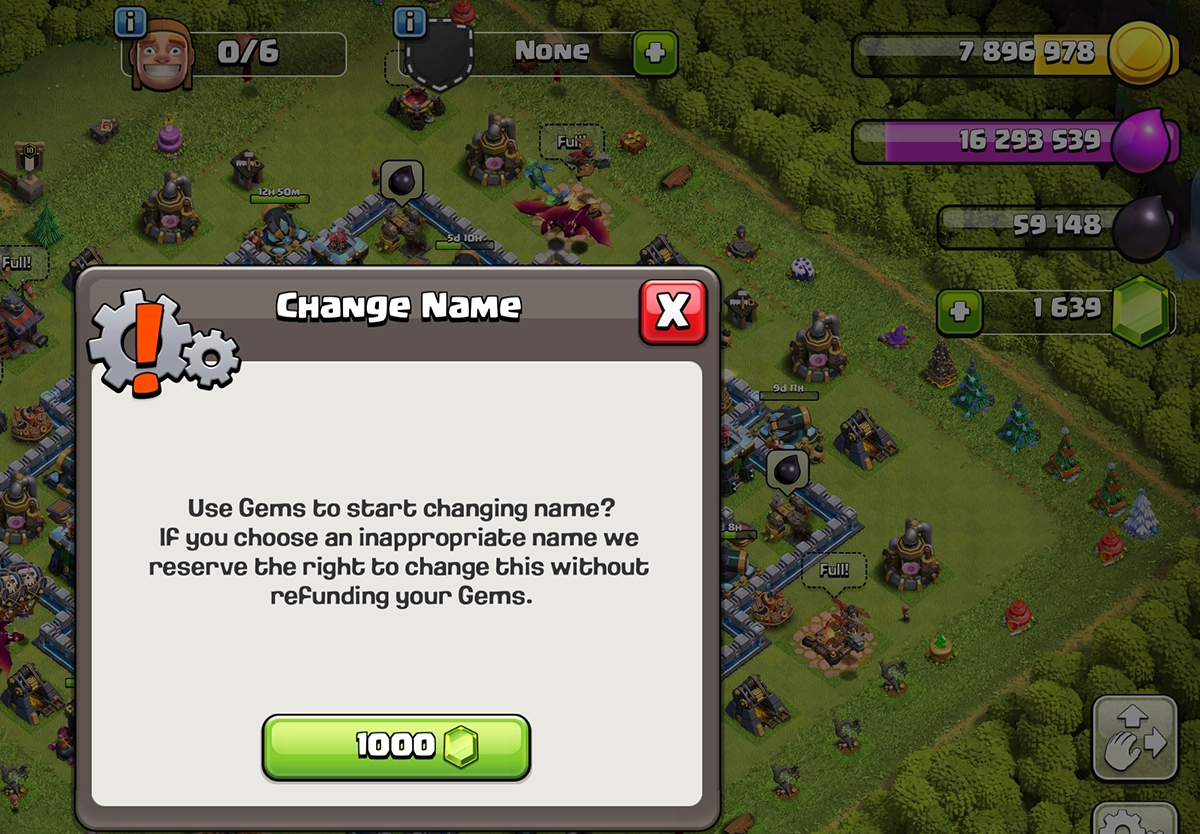 i
i
0/6
None
7 896 978
16 293 539
59 148
1 639
Full!
12H 50M
5d 10H
10
Full!
Change Name
X
9d 11H
Use Gems to start changing name?
If you choose an inappropriate name we
reserve the right to change this without
refunding your Gems.
8H
Full!
1000